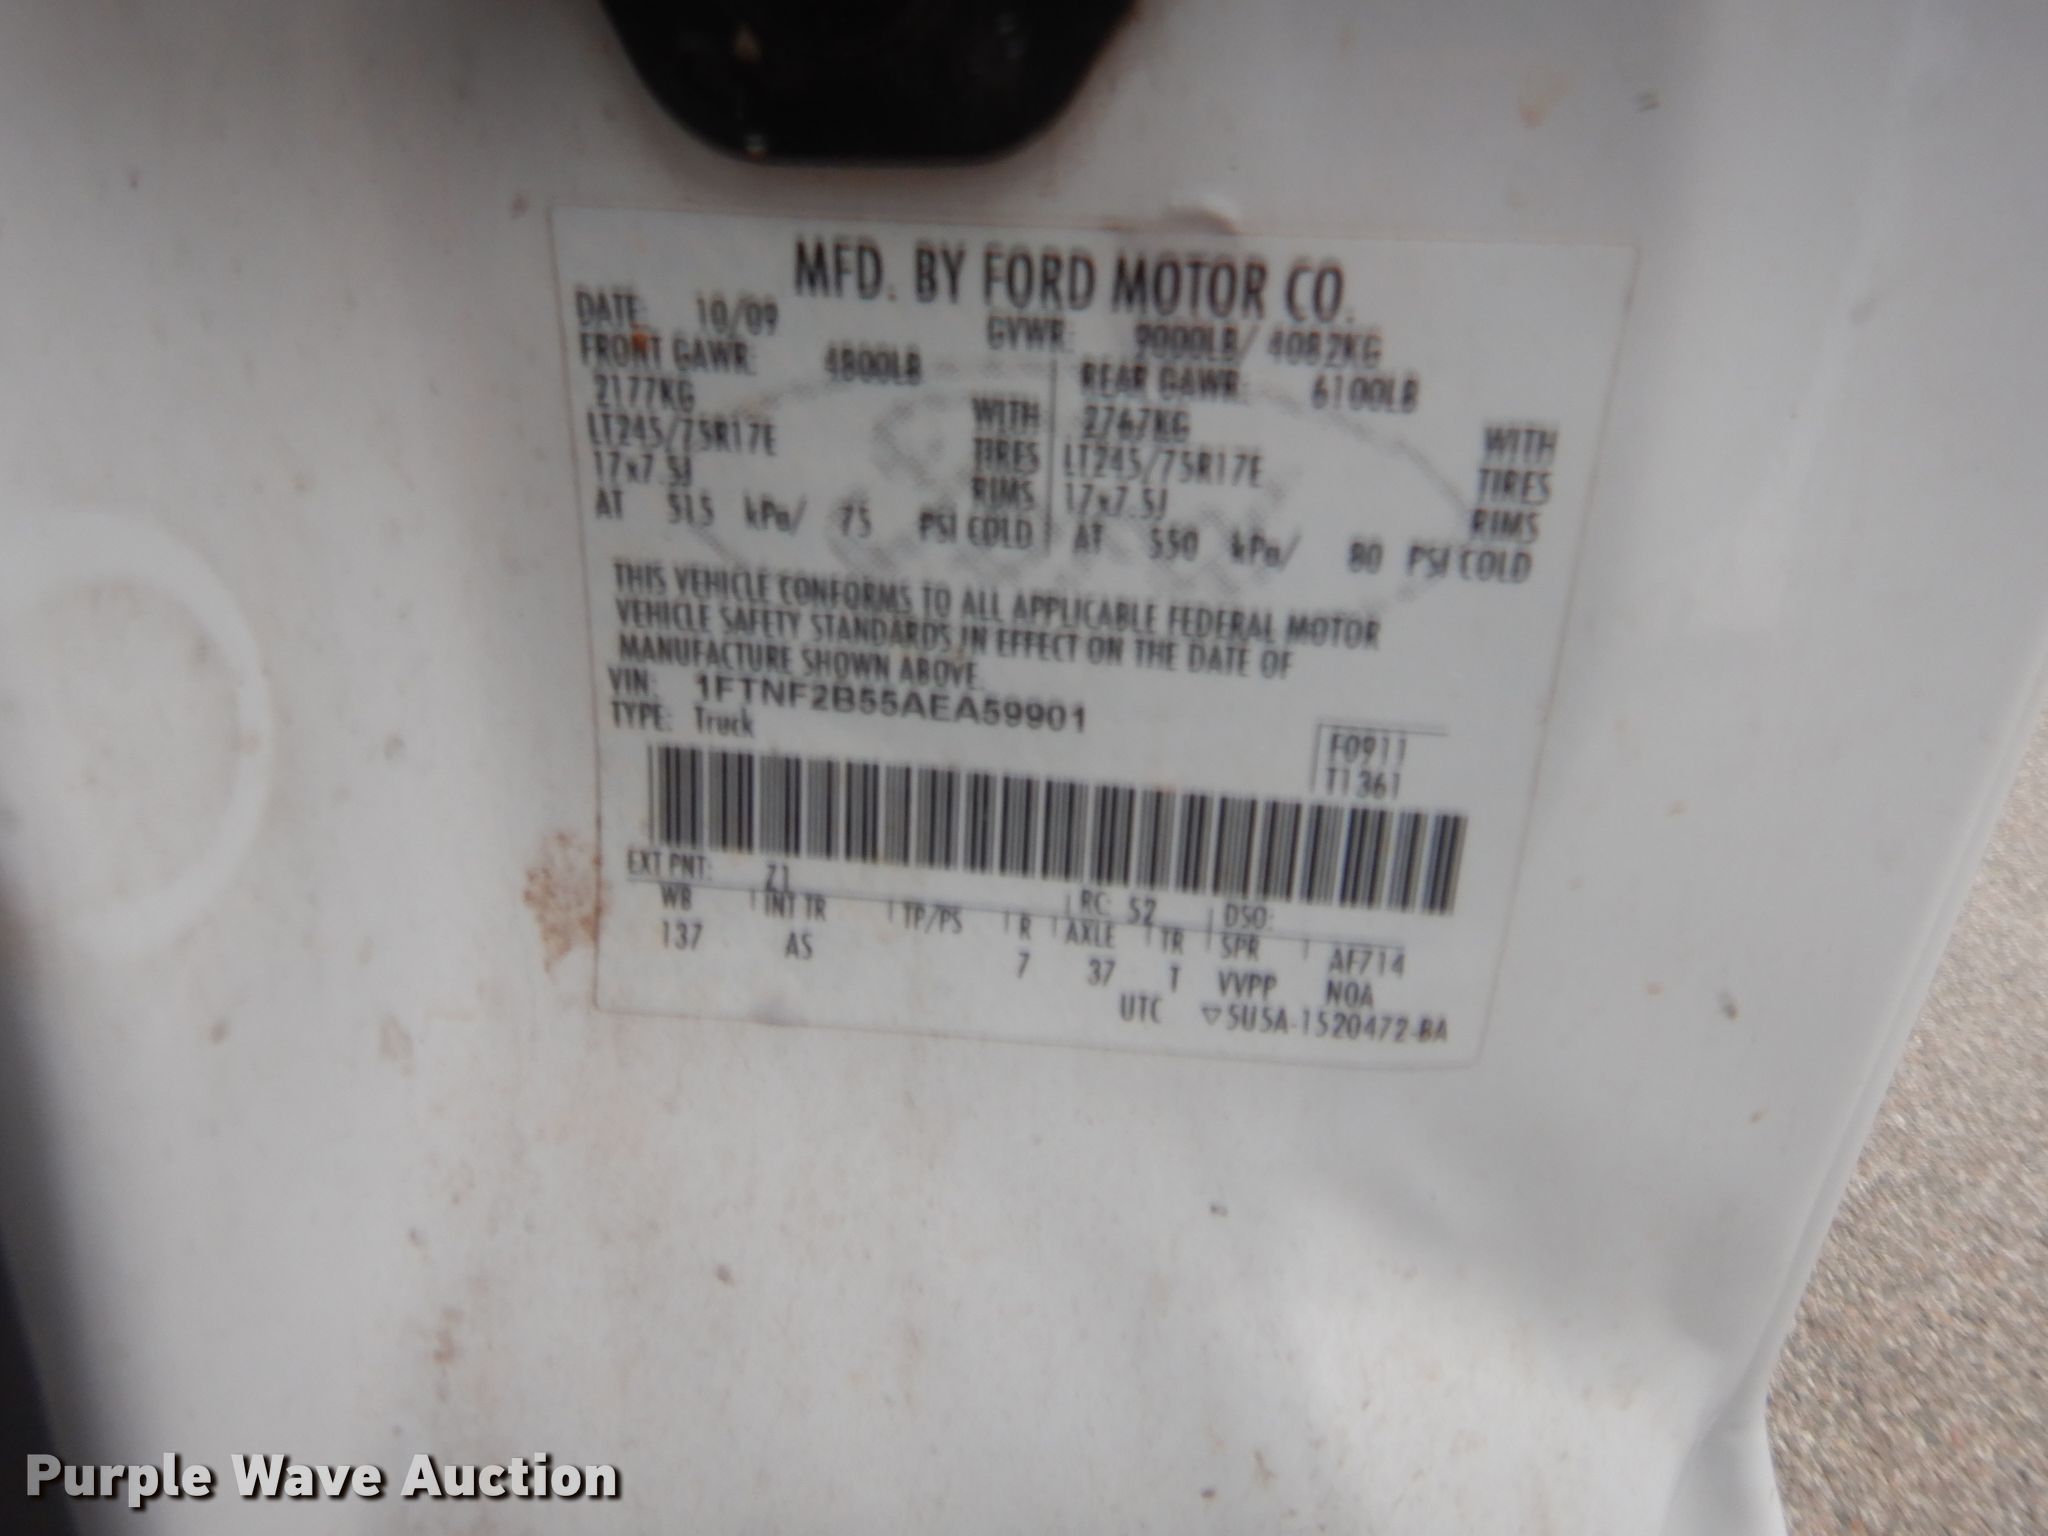 MFD. BY FORD MOTOR CO.
DATE: 10/09 GVWR: 9000LB/ 4082KG
FRONT GAWR: 4800LB REAR GAWR: 6100LB
2177KG WITH 2767KG WITH
LT245/75R17E TIRES LT245/75R17E TIRES
17x7.5J RIMS 17x7.5J RIMS
AT 515 kPa/ 75 PSI COLD AT 550 kPa/ 80 PSI COLD
THIS VEHICLE CONFORMS TO ALL APPLICABLE FEDERAL MOTOR
VEHICLE SAFETY STANDARDS IN EFFECT ON THE DATE OF
MANUFACTURE SHOWN ABOVE.
VIN: 1FTNF2B55AEA59901
TYPE: Truck
F0911
T1361
EXT PNT: Z1 RC: 52 DSO:
WB INT TR TP/PS R AXLE TR SPR AF714
137 AS 7 37 T VVPP NOA
UTC ▽5U5A-1520472-BA
Purple Wave Auction